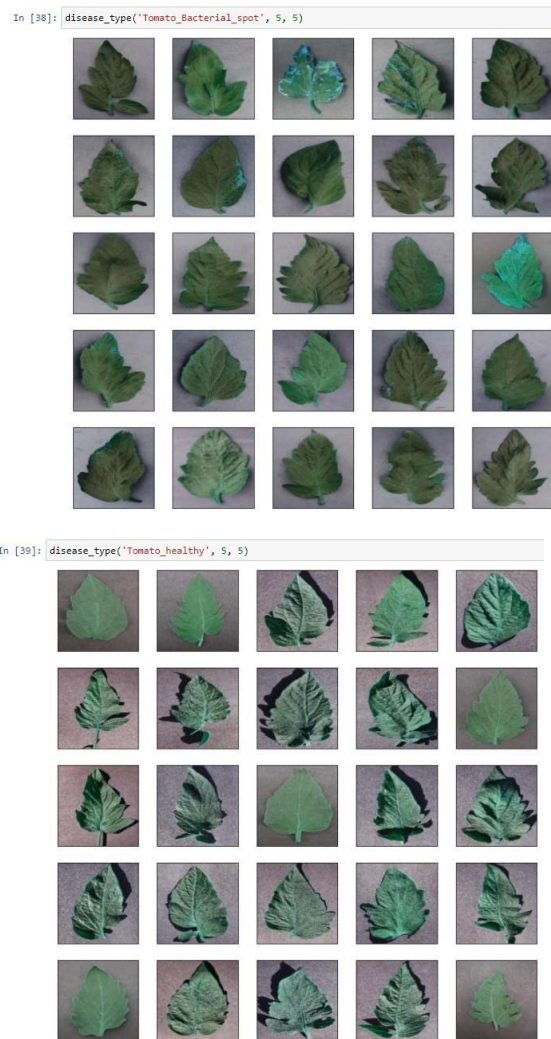 In [38]: disease_type('Tomato_Bacterial_spot', 5, 5)
In [39]: disease_type('Tomato_healthy', 5, 5)